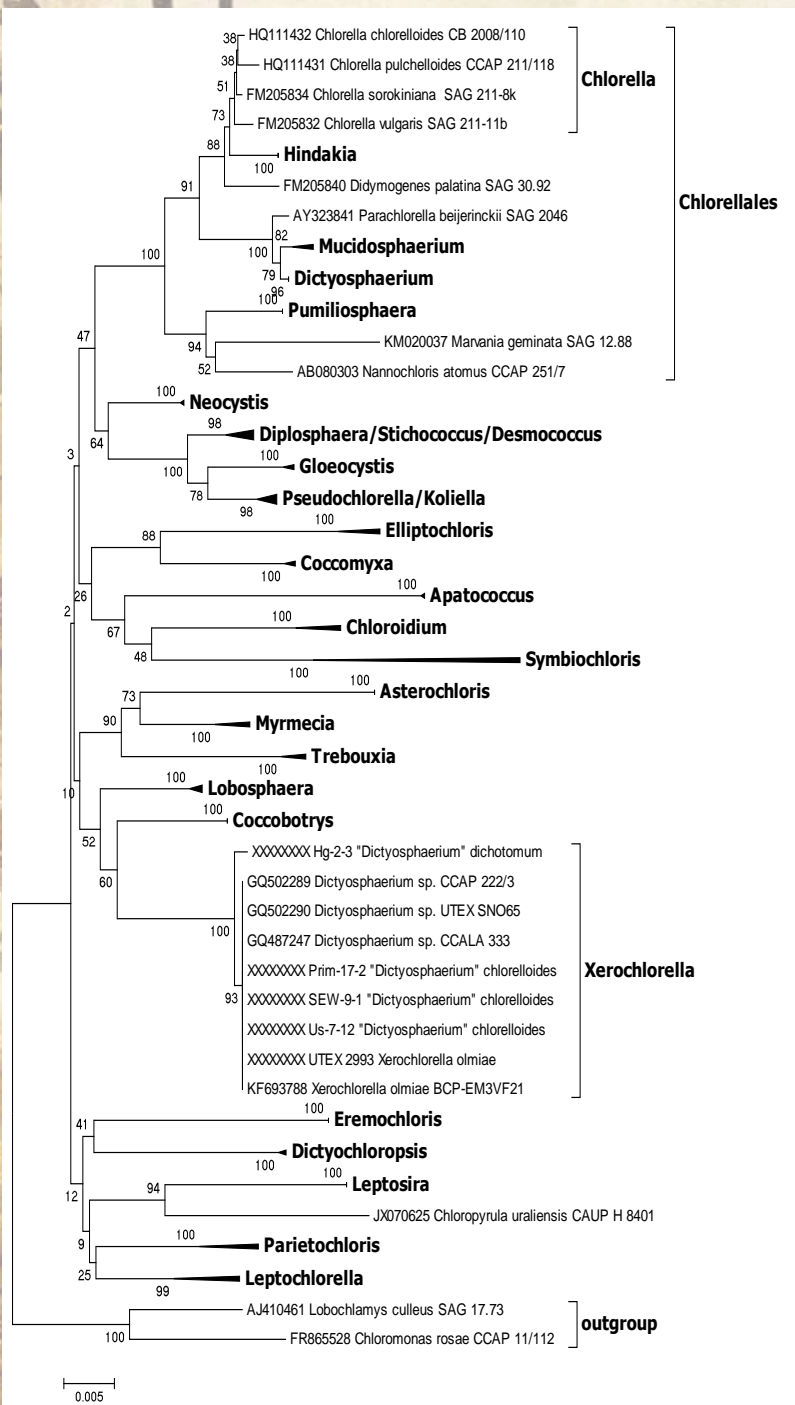 38
HQ111432 Chlorella chlorelloides CB 2008/110
38
HQ111431 Chlorella pulchelloides CCAP 211/118
Chlorella
51
FM205834 Chlorella sorokiniana SAG 211-8k
73
FM205832 Chlorella vulgaris SAG 211-11b
88
Hindakia
100
91
FM205840 Didymogenes palatina SAG 30.92
Chlorellales
AY323841 Parachlorella beijerinckii SAG 2046
82
100
Mucidosphaerium
79
Dictyosphaerium
96
100
100
Pumiliosphaera
47
94
KM020037 Marvania geminata SAG 12.88
52
AB080303 Nannochloris atomus CCAP 251/7
100
Neocystis
64
98
Diplosphaera/Stichococcus/Desmococcus
3
100
100
Gloeocystis
78
Pseudochlorella/Koliella
98
100
88
Elliptochloris
Coccomyxa
100
26
100
Apatococcus
2
67
100
Chloroidium
48
Symbiochloris
100
100
73
Asterochloris
90
Myrmecia
100
Trebouxia
100
10
100
Lobosphaera
100
52
Coccobotrys
60
XXXXXXXX Hg-2-3 "Dictyosphaerium" dichotomum
GQ502289 Dictyosphaerium sp. CCAP 222/3
GQ502290 Dictyosphaerium sp. UTEX SNO65
100
GQ487247 Dictyosphaerium sp. CCALA 333
XXXXXXXX Prim-17-2 "Dictyosphaerium" chlorelloides
Xerochlorella
93
XXXXXXXX SEW-9-1 "Dictyosphaerium" chlorelloides
XXXXXXXX Us-7-12 "Dictyosphaerium" chlorelloides
XXXXXXXX UTEX 2993 Xerochlorella olmiae
KF693788 Xerochlorella olmiae BCP-EM3VF21
100
41
Eremochloris
Dictyochloropsis
100
12
100
94
Leptosira
JX070625 Chloropyrula uraliensis CAUP H 8401
9
100
Parietochloris
25
Leptochlorella
99
AJ410461 Lobochlamys culleus SAG 17.73
100
outgroup
FR865528 Chloromonas rosae CCAP 11/112
0.005